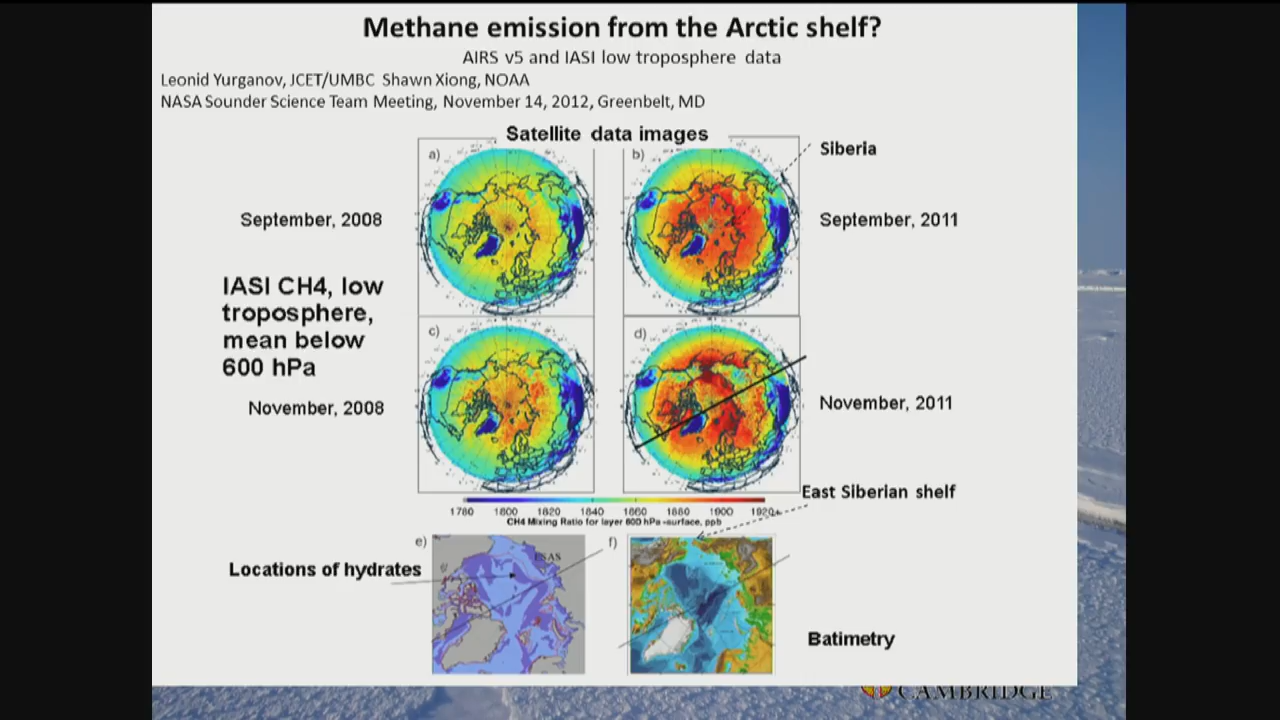 Methane emission from the Arctic shelf?
AIRS v5 and IASI low troposphere data
Leonid Yurganov, JCET/UMBC Shawn Xiong, NOAA
NASA Sounder Science Team Meeting, November 14, 2012, Greenbelt, MD
Satellite data images
a)
b)
Siberia
September, 2008
September, 2011
IASI CH4, low
troposphere,
mean below
600 hPa
c)
d)
November, 2008
November, 2011
East Siberian shelf
1780 1800 1820 1840 1860 1880 1900 1920+
CH4 Mixing Ratio for layer 600 hPa -surface, ppb
e)
ESAS
f)
Locations of hydrates
Batimetry
CAMBRIDGE